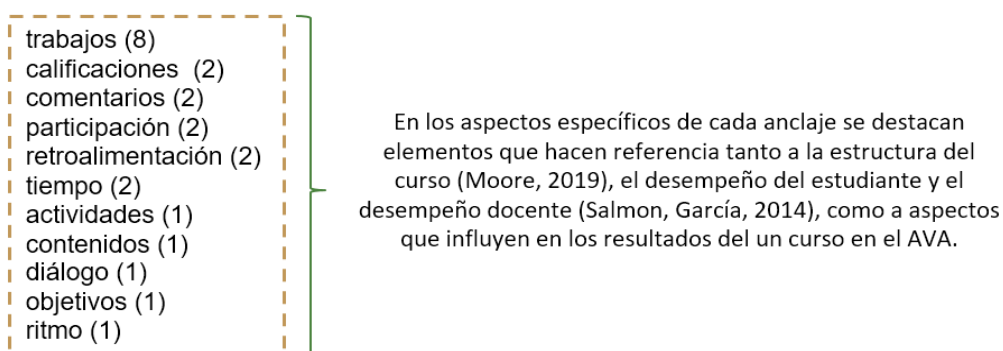 trabajos (8)
calificaciones (2)
comentarios (2)
participación (2)
retroalimentación (2)
tiempo (2)
actividades (1)
contenidos (1)
diálogo (1)
objetivos (1)
ritmo (1)
En los aspectos específicos de cada anclaje se destacan
elementos que hacen referencia tanto a la estructura del
curso (Moore, 2019), el desempeño del estudiante y el
desempeño docente (Salmon, García, 2014), como a aspectos
que influyen en los resultados del un curso en el AVA.